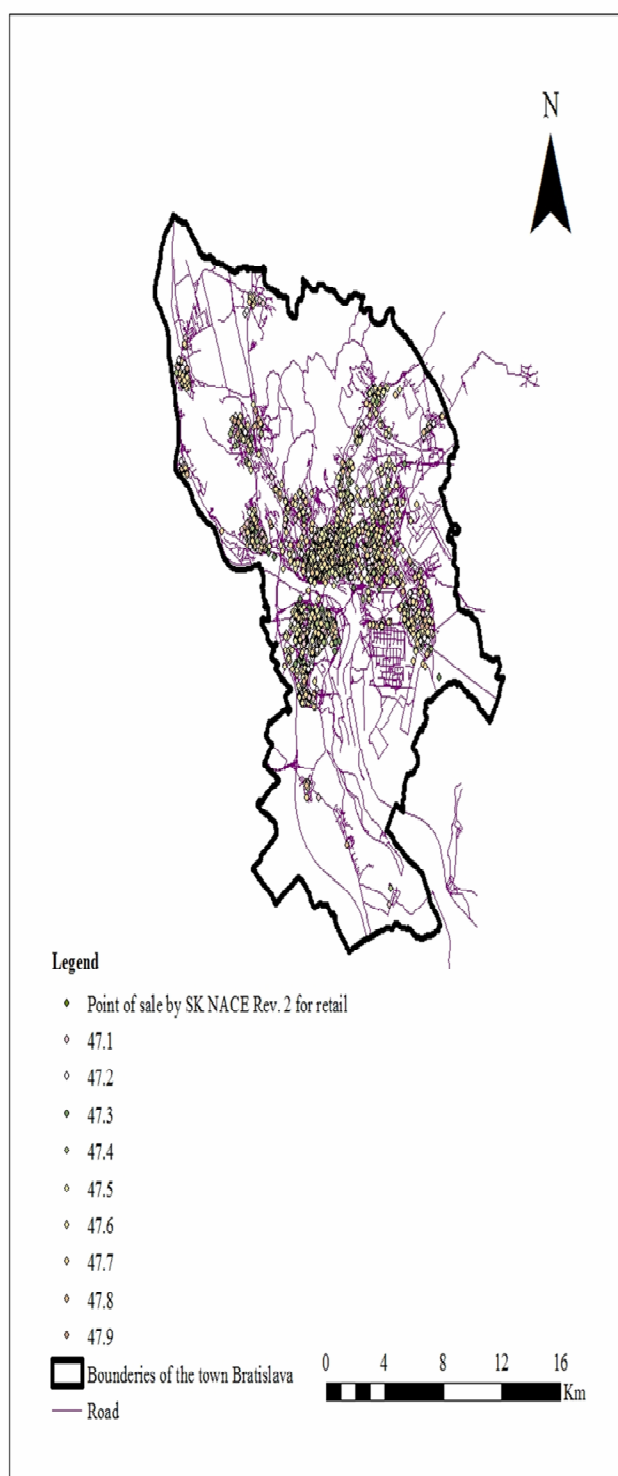 N
Legend
Point of sale by SK NACE Rev. 2 for retail
47.1
47.2
47.3
47.4
47.5
47.6
47.7
47.8
47.9
Bounderies of the town Bratislava
Road
0 4 8 12 16
Km